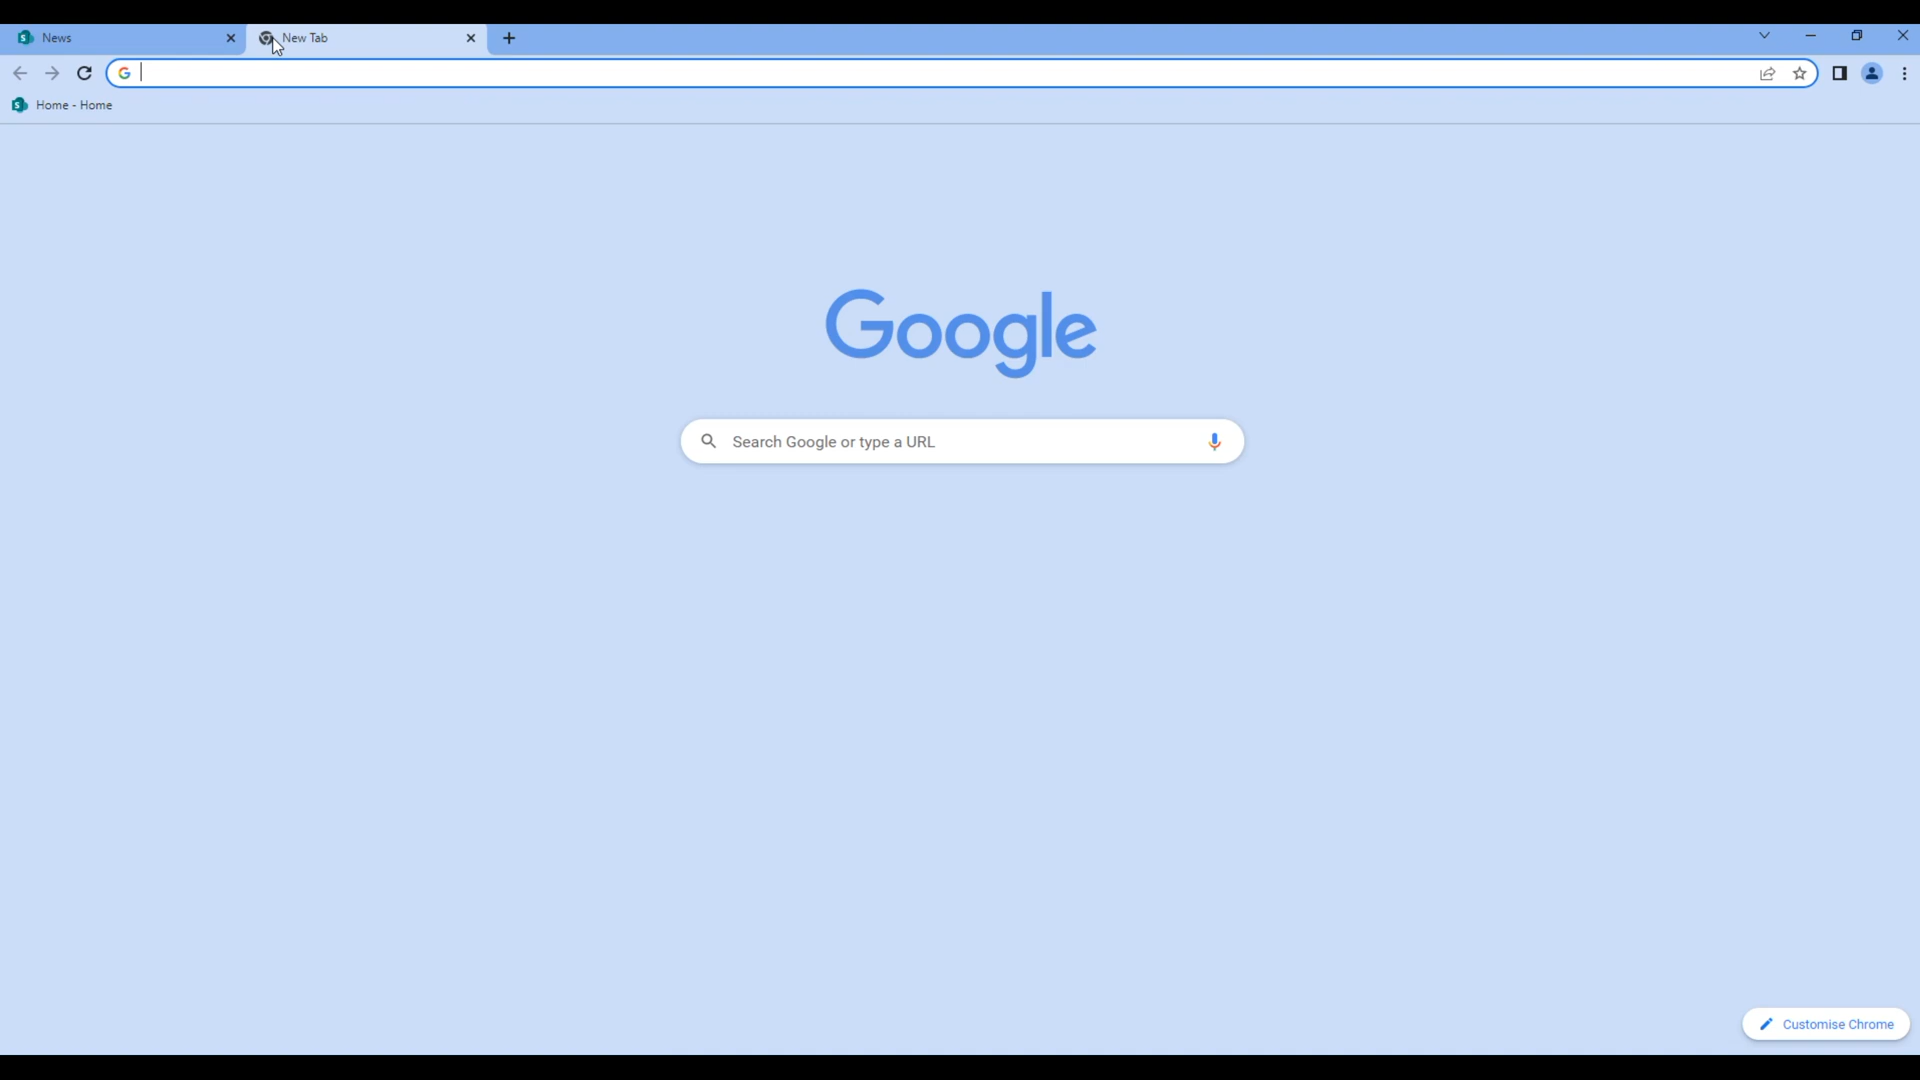 News
New Tab
Home - Home
Google
Search Google or type a URL
Customise Chrome